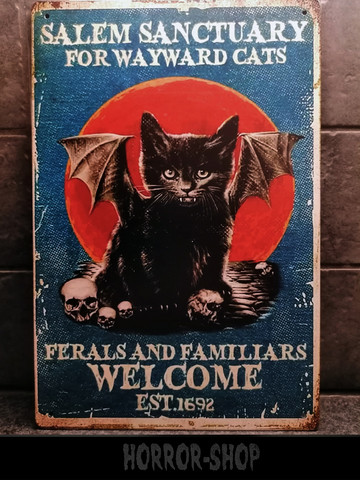 SALEM SANCTUARY
FOR WAYWARD CATS
FERALS AND FAMILIARS
WELCOME
EST.1692
HORROR-SHOP